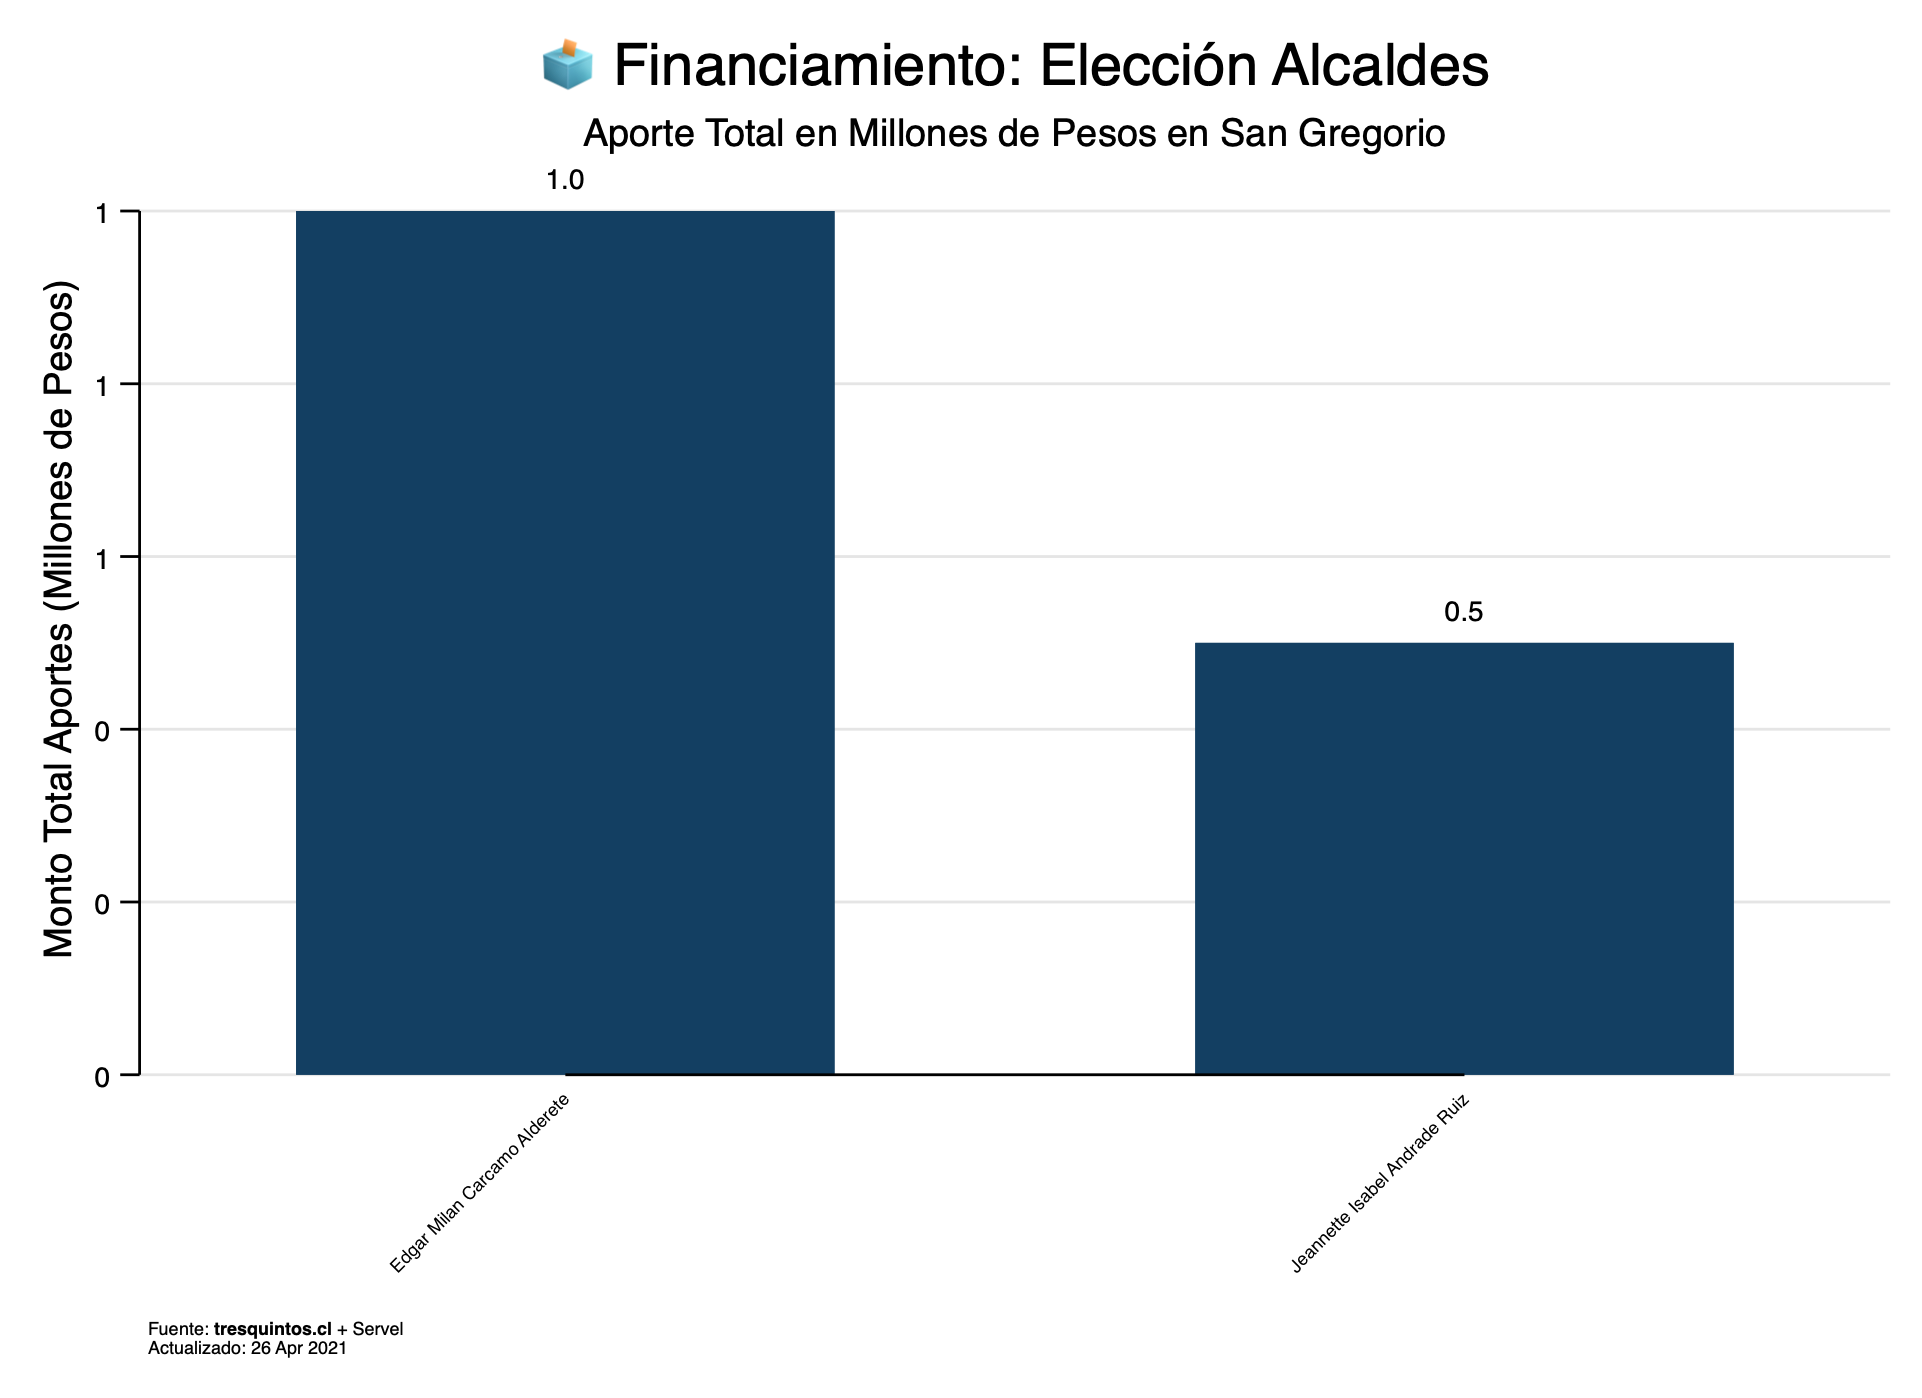 Financiamiento: Elección Alcaldes
Aporte Total en Millones de Pesos en San Gregorio
Monto Total Aportes (Millones de Pesos)
1
1
1
0
0
0
1.0
0.5
Edgar Milan Carcamo Alderete
Jeannette Isabel Andrade Ruiz
Fuente: tresquintos.cl + Servel
Actualizado: 26 Apr 2021